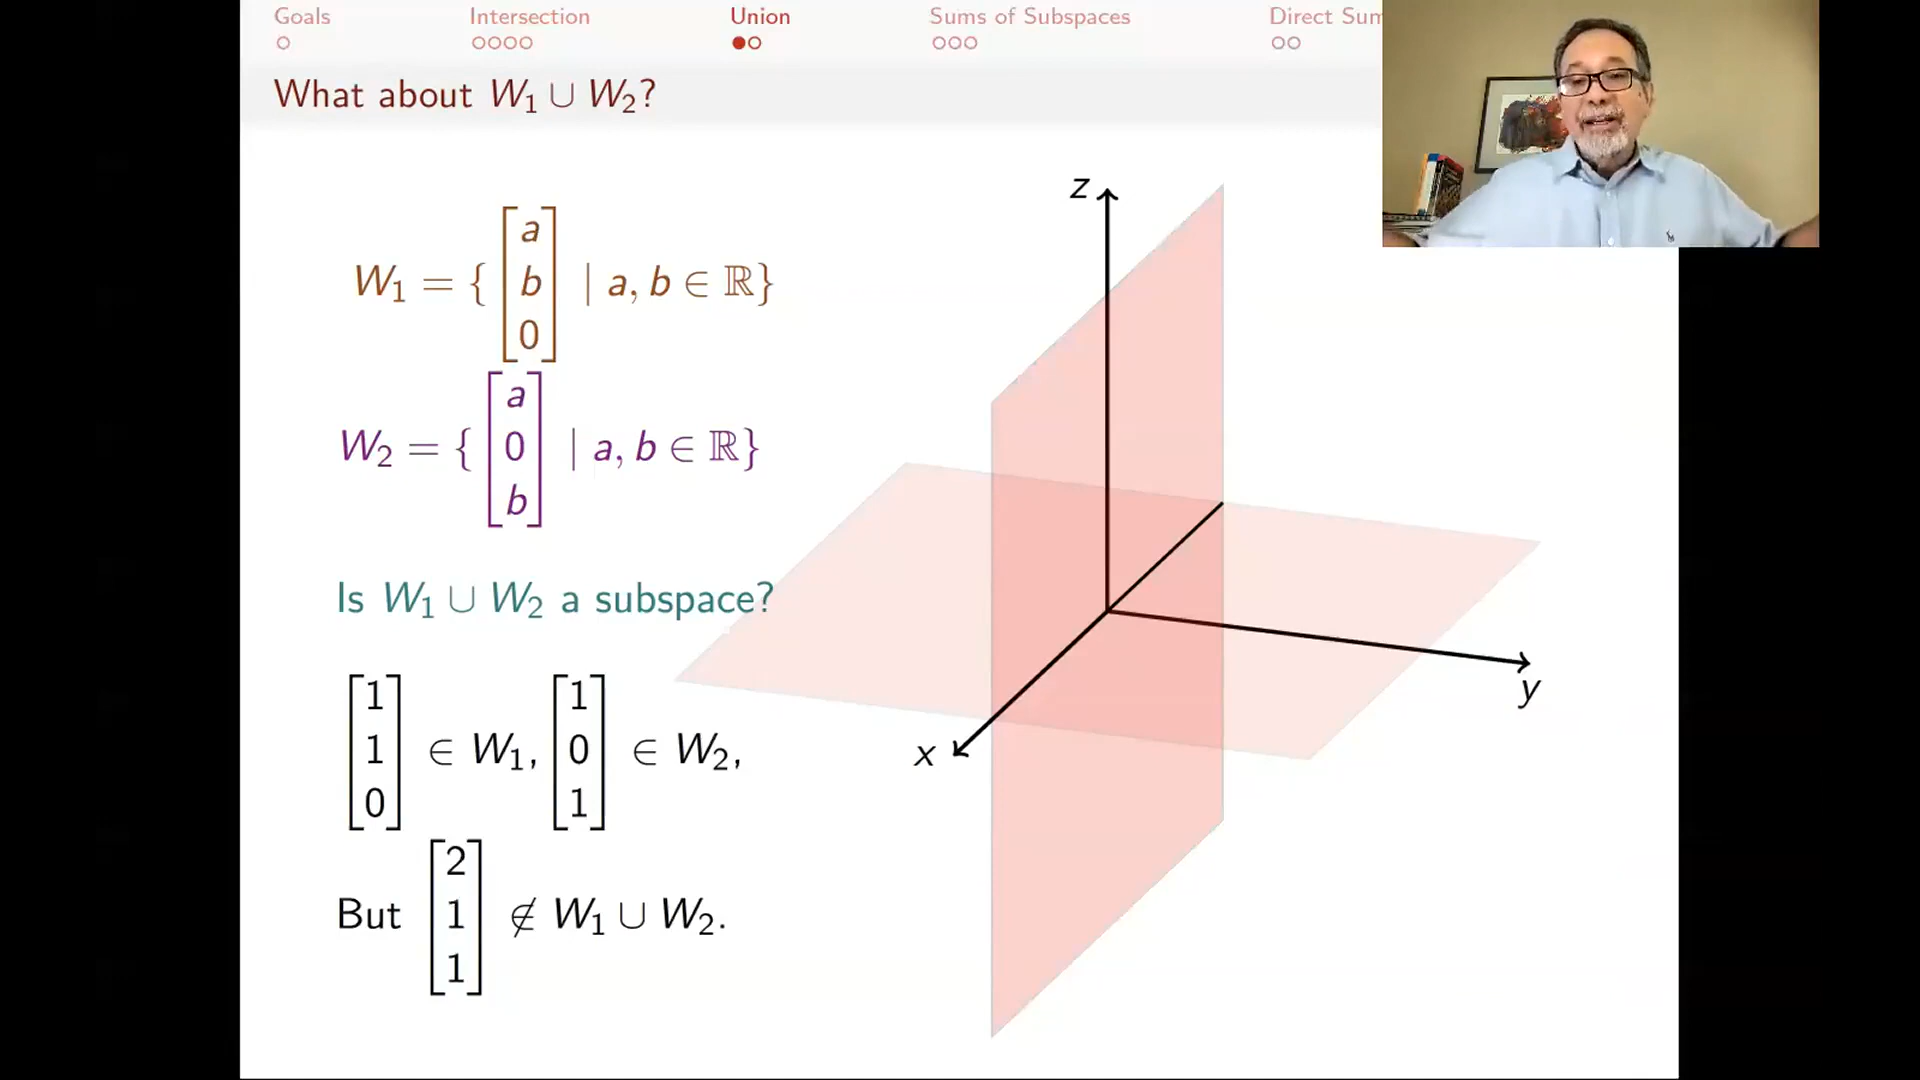 Goals Intersection Union Sums of Subspaces Direct Sum
What about W₁ ∪ W₂?
W₁ = { [a b 0] | a, b ∈ ℝ}
W₂ = { [a 0 b] | a, b ∈ ℝ}
Is W₁ ∪ W₂ a subspace?
[1 1 0] ∈ W₁, [1 0 1] ∈ W₂,
But [2 1 1] ∉ W₁ ∪ W₂.
z
x
y